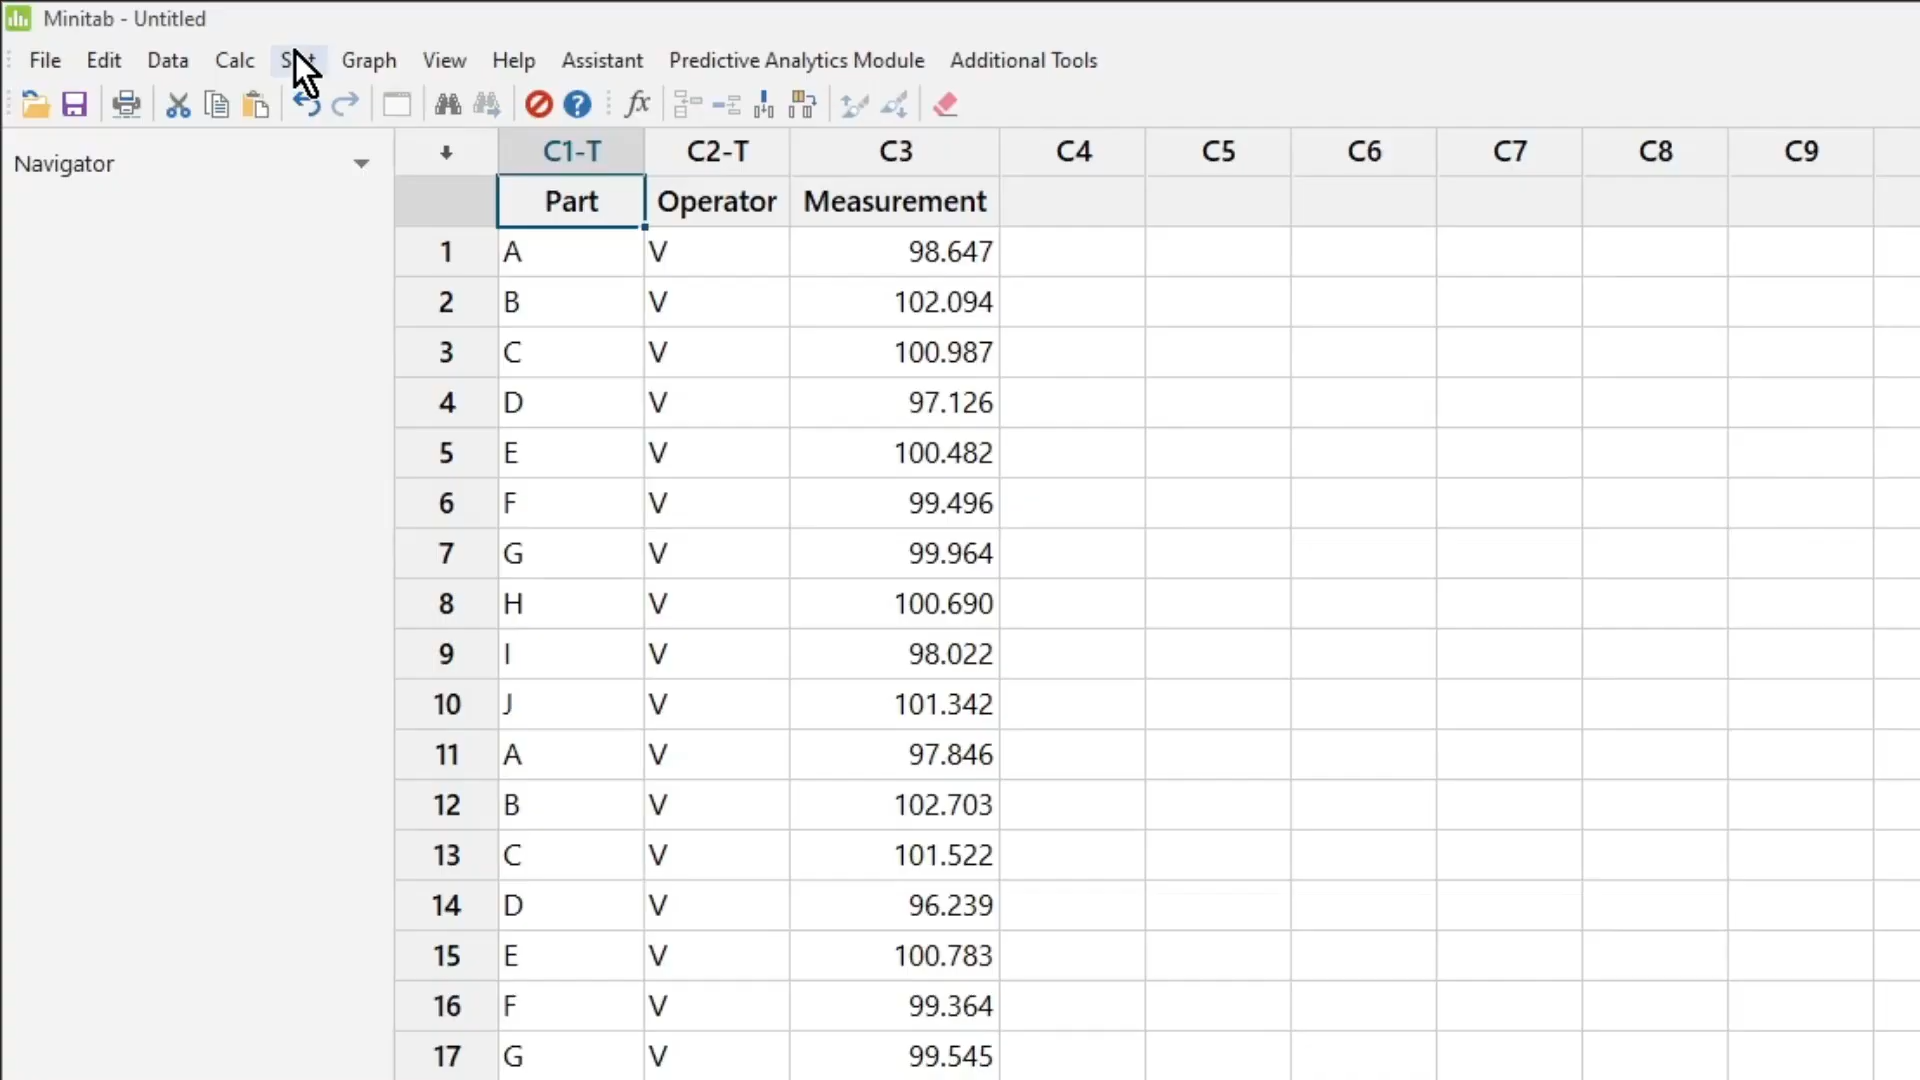 Minitab - Untitled
File Edit Data Calc Graph View Help Assistant Predictive Analytics Module Additional Tools
fx
Navigator
C1-T C2-T C3 C4 C5 C6 C7 C8 C9
Part Operator Measurement
1 A V 98.647
2 B V 102.094
3 C V 100.987
4 D V 97.126
5 E V 100.482
6 F V 99.496
7 G V 99.964
8 H V 100.690
9 I V 98.022
10 J V 101.342
11 A V 97.846
12 B V 102.703
13 C V 101.522
14 D V 96.239
15 E V 100.783
16 F V 99.364
17 G V 99.545